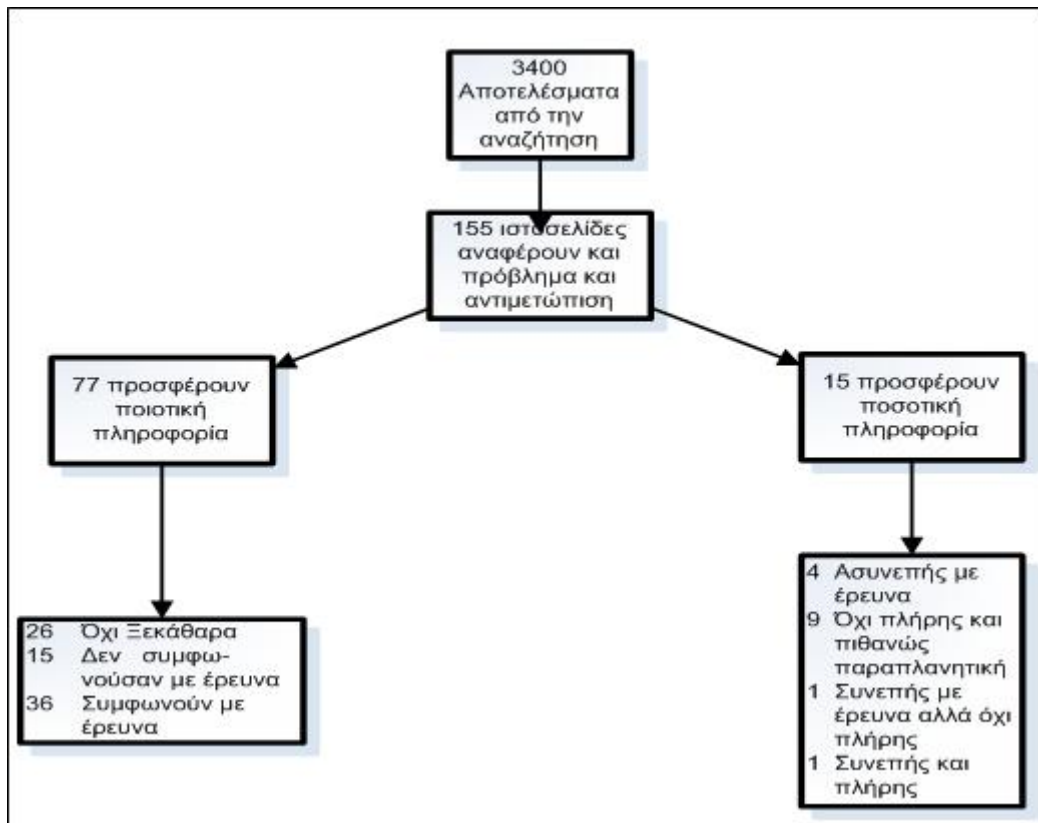 3400
Αποτελέσματα
από την
αναζήτηση
155 ιστοσελίδες
αναφέρουν και
πρόβλημα και
αντιμετώπιση
77 προσφέρουν
ποιοτική
πληροφορία
15 προσφέρουν
ποσοτική
πληροφορία
26 Όχι Ξεκάθαρα
15 Δεν συμφω-
νούσαν με έρευνα
36 Συμφωνούν με
έρευνα
4 Ασυνεπής με
έρευνα
9 Όχι πλήρης και
πιθανώς
παραπλανητική
1 Συνεπής με
έρευνα αλλά όχι
πλήρης
1 Συνεπής και
πλήρης